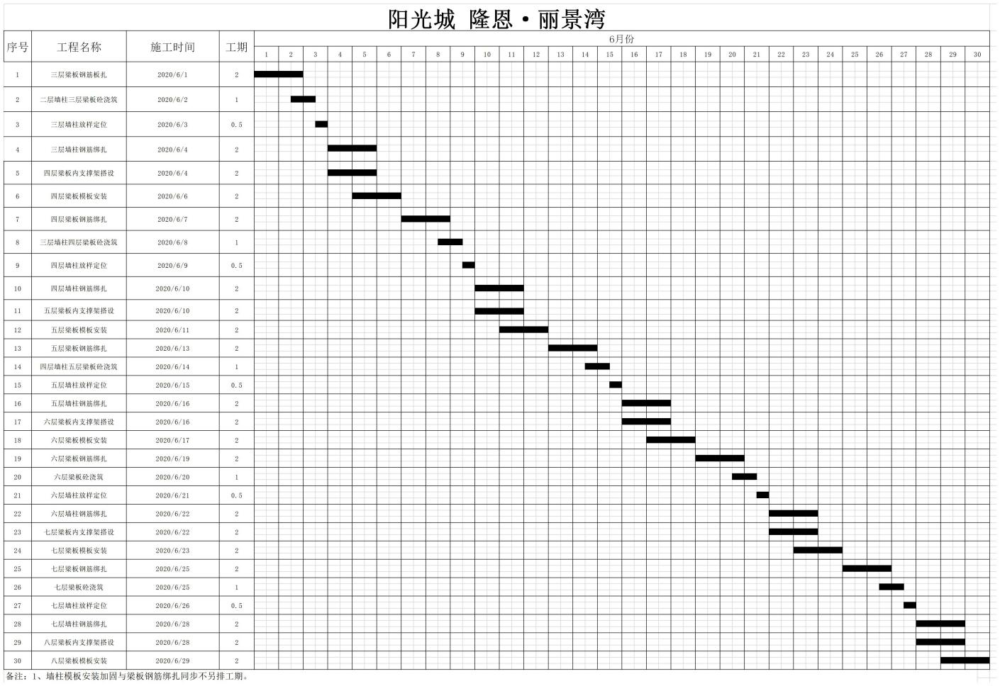 阳光城 隆恩·丽景湾
序号 工程名称 施工时间 工期 6月份
1 2 3 4 5 6 7 8 9 10 11 12 13 14 15 16 17 18 19 20 21 22 23 24 25 26 27 28 29 30
1 三层梁板钢筋板扎 2020/6/1 2
2 二层墙柱三层梁板砼浇筑 2020/6/2 1
3 三层墙柱放样定位 2020/6/3 0.5
4 三层墙柱钢筋绑扎 2020/6/4 2
5 四层梁板内支撑架搭设 2020/6/4 2
6 四层梁板模板安装 2020/6/6 2
7 四层梁板钢筋绑扎 2020/6/7 2
8 三层墙柱四层梁板砼浇筑 2020/6/8 1
9 四层墙柱放样定位 2020/6/9 0.5
10 四层墙柱钢筋绑扎 2020/6/10 2
11 五层梁板内支撑架搭设 2020/6/10 2
12 五层梁板模板安装 2020/6/11 2
13 五层梁板钢筋绑扎 2020/6/13 2
14 四层墙柱五层梁板砼浇筑 2020/6/14 1
15 五层墙柱放样定位 2020/6/15 0.5
16 五层墙柱钢筋绑扎 2020/6/16 2
17 六层梁板内支撑架搭设 2020/6/16 2
18 六层梁板模板安装 2020/6/17 2
19 六层梁板钢筋绑扎 2020/6/19 2
20 六层梁板砼浇筑 2020/6/20 1
21 六层墙柱放样定位 2020/6/21 0.5
22 六层墙柱钢筋绑扎 2020/6/22 2
23 七层梁板内支撑架搭设 2020/6/22 2
24 七层梁板模板安装 2020/6/23 2
25 七层梁板钢筋绑扎 2020/6/25 2
26 七层梁板砼浇筑 2020/6/25 1
27 七层墙柱放样定位 2020/6/26 0.5
28 七层墙柱钢筋绑扎 2020/6/28 2
29 八层梁板内支撑架搭设 2020/6/28 2
30 八层梁板模板安装 2020/6/29 2
备注：1、墙柱模板安装加固与梁板钢筋绑扎同步不另排工期。